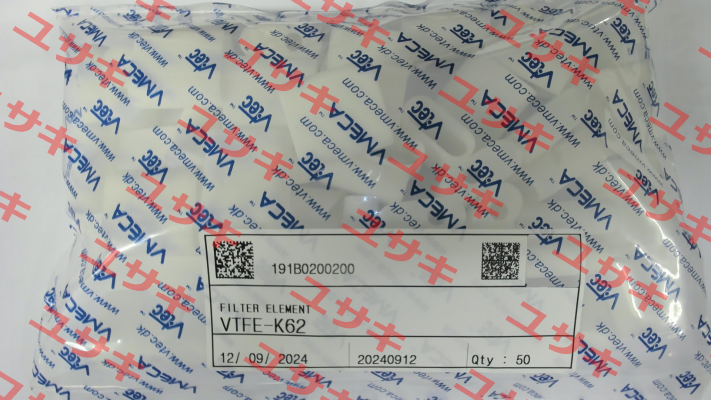 VMECA
www.vmeca.com
Vtec
www.vtec.dk
ユサキ
191B0200200
FILTER ELEMENT
VTFE-K62
12/ 09/ 2024
20240912
Qty : 50